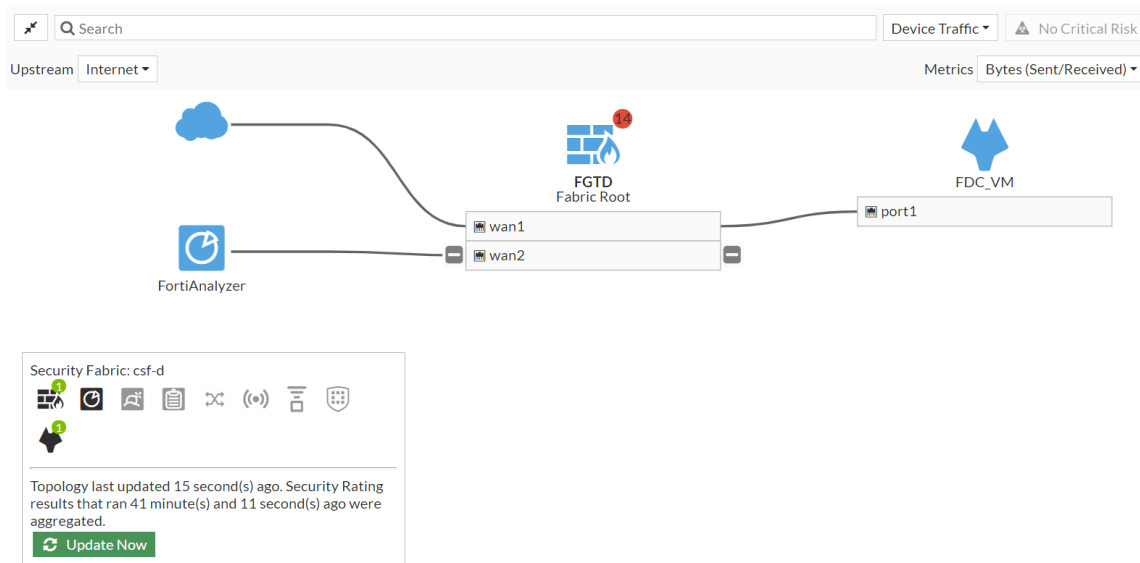 Search
Device Traffic
No Critical Risk
Upstream Internet
Metrics Bytes (Sent/Received)
14
FGTD
Fabric Root
FDC_VM
wan1
port1
wan2
FortiAnalyzer
Security Fabric: csf-d
1
1
Topology last updated 15 second(s) ago. Security Rating
results that ran 41 minute(s) and 11 second(s) ago were
aggregated.
Update Now